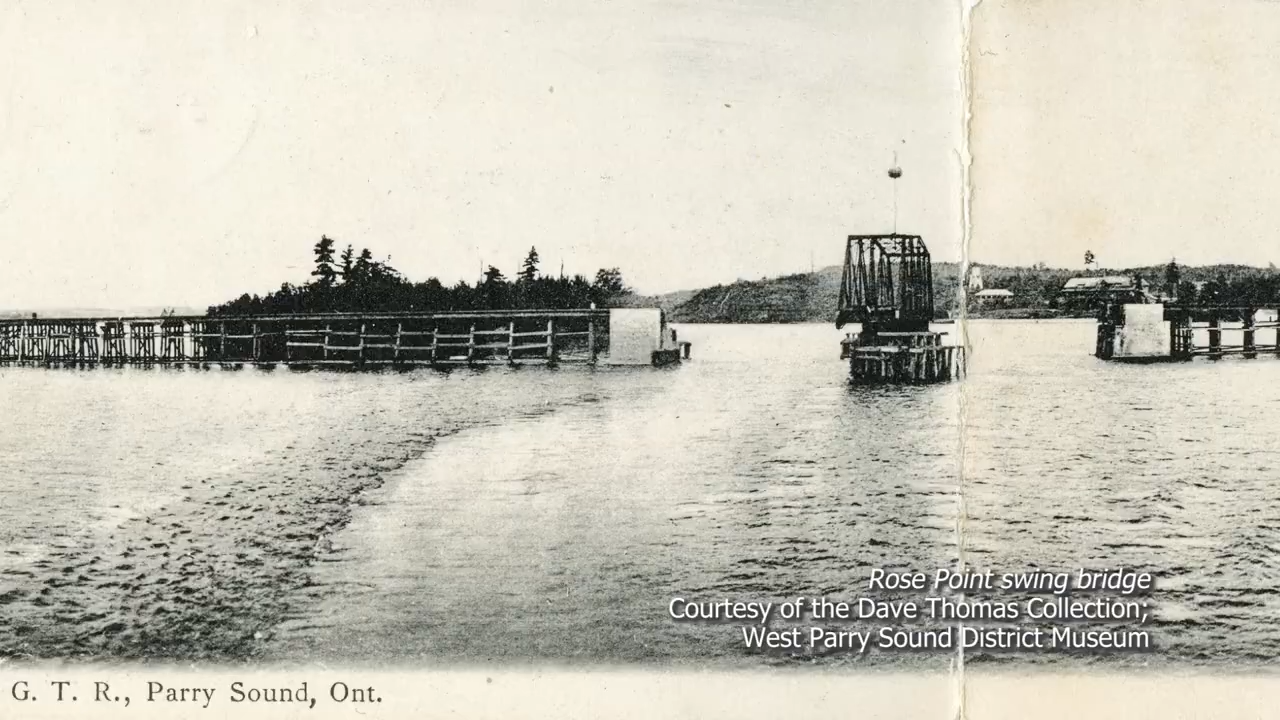 Rose Point swing bridge
Courtesy of the Dave Thomas Collection;
West Parry Sound District Museum
G. T. R., Parry Sound, Ont.